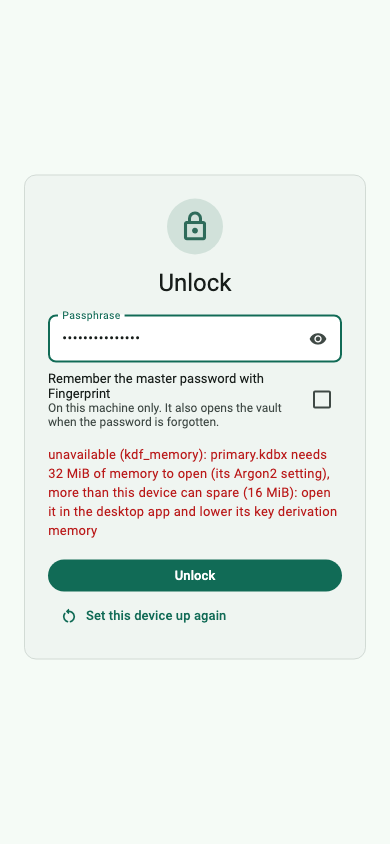 Unlock
Passphrase
•••••••••••••••
Remember the master password with
Fingerprint
On this machine only. It also opens the vault
when the password is forgotten.
unavailable (kdf_memory): primary.kdbx needs
32 MiB of memory to open (its Argon2 setting),
more than this device can spare (16 MiB): open
it in the desktop app and lower its key derivation
memory
Unlock
Set this device up again